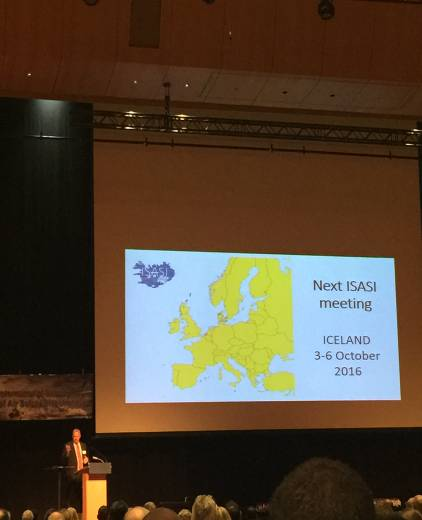 ISASI
Next ISASI
meeting
ICELAND
3-6 October
2016